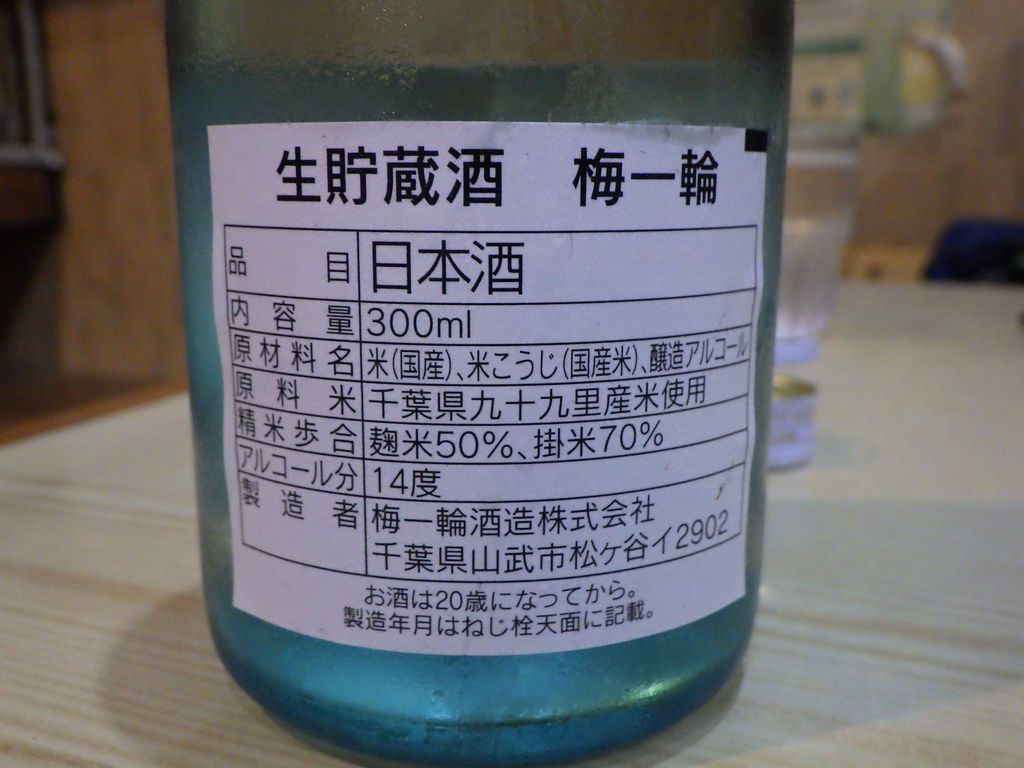 生貯蔵酒　梅一輪
品目 日本酒
内容量 300ml
原材料名 米(国産)、米こうじ(国産米)、醸造アルコール
原料米 千葉県九十九里産米使用
精米歩合 麹米50%、掛米70%
アルコール分 14度
製造者 梅一輪酒造株式会社
千葉県山武市松ヶ谷イ2902
お酒は20歳になってから。
製造年月はねじ栓天面に記載。